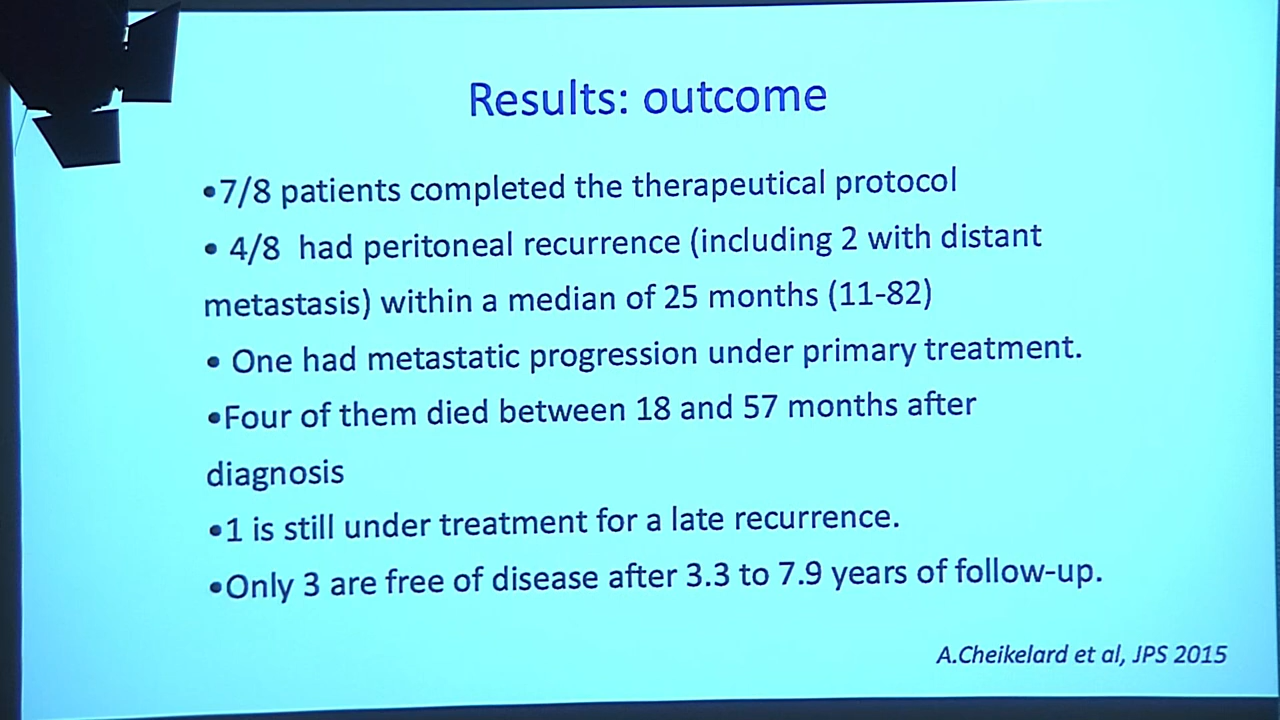 Results: outcome
•7/8 patients completed the therapeutical protocol
• 4/8 had peritoneal recurrence (including 2 with distant
metastasis) within a median of 25 months (11-82)
• One had metastatic progression under primary treatment.
•Four of them died between 18 and 57 months after
diagnosis
•1 is still under treatment for a late recurrence.
•Only 3 are free of disease after 3.3 to 7.9 years of follow-up.
A.Cheikelard et al, JPS 2015